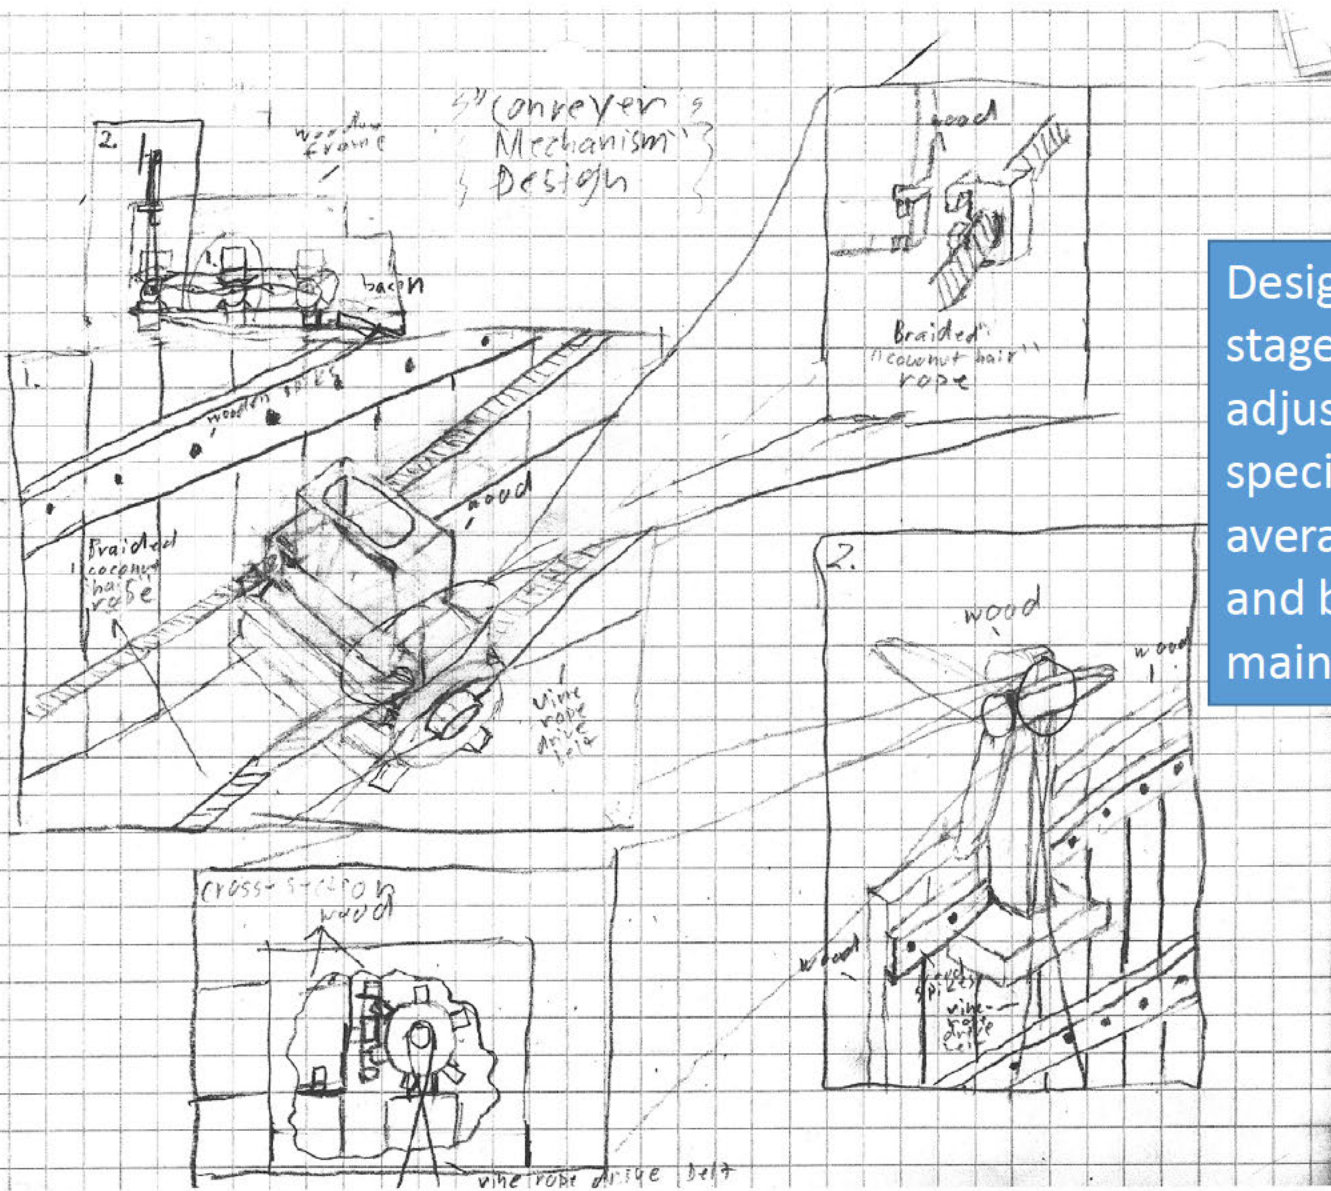 "Conveyer
Mechanism"
Design
2.
wooden
frame
1.
basin
1.
wooden spikes
wood
Braided
"coconut
hair"
rope
vine
rope
drive
belt
wood
Braided
"coconut hair"
rope
Desig
stage
adjus
speci
avera
and b
main
2.
wood
wood
wood
spikes
vine-
rope
drive
belt
cross-section
wood
vine rope drive belt